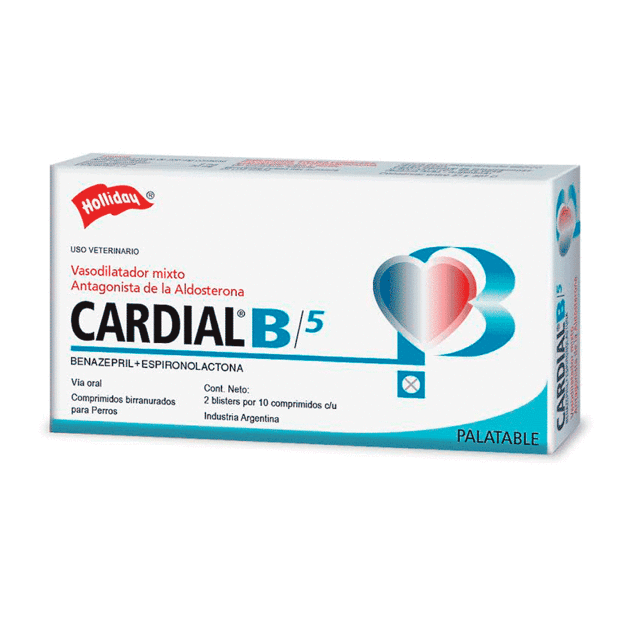 Holliday®
USO VETERINARIO
Vasodilatador mixto
Antagonista de la Aldosterona
CARDIAL® B/5
BENAZEPRIL+ESPIRONOLACTONA
Vía oral
Comprimidos birranurados
para Perros
Cont. Neto:
2 blisters por 10 comprimidos c/u
Industria Argentina
B
PALATABLE
CARDIAL B/5